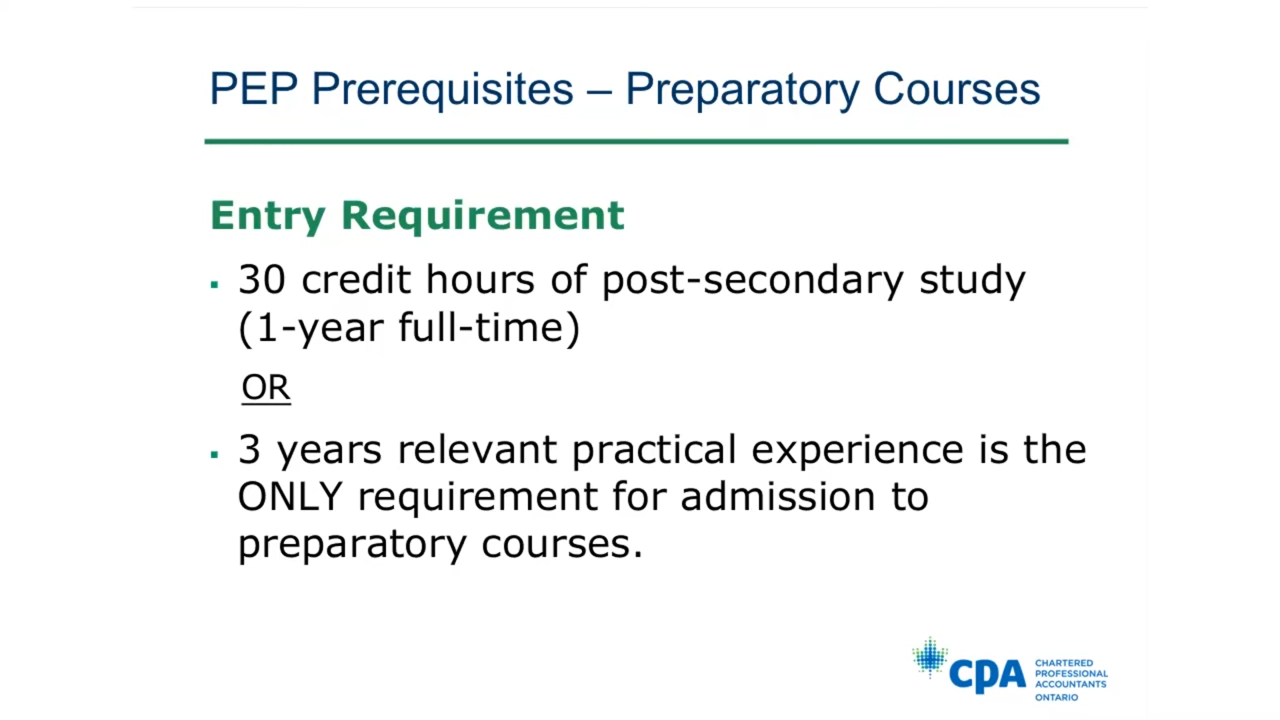 PEP Prerequisites – Preparatory Courses
Entry Requirement
▪ 30 credit hours of post-secondary study
(1-year full-time)
OR
▪ 3 years relevant practical experience is the
ONLY requirement for admission to
preparatory courses.
CPA
CHARTERED
PROFESSIONAL
ACCOUNTANTS
ONTARIO